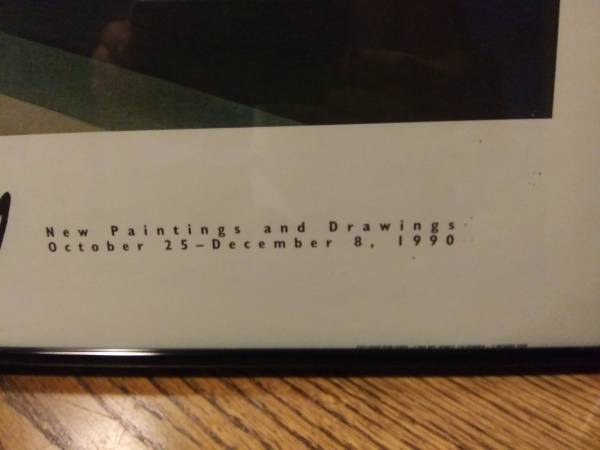 New Paintings and Drawings
October 25–December 8, 1990